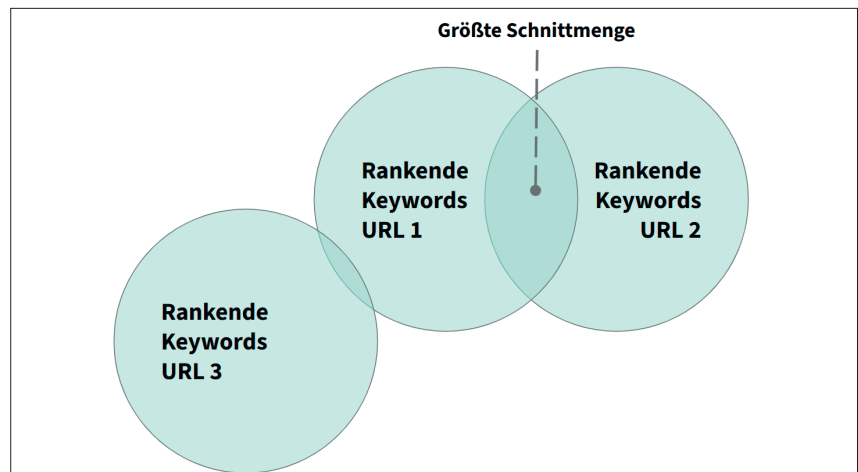 Größte Schnittmenge
Rankende
Keywords
URL 1
Rankende
Keywords
URL 2
Rankende
Keywords
URL 3